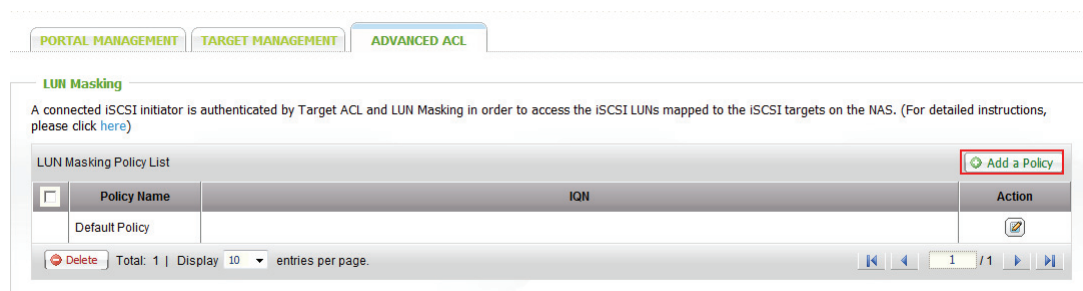 PORTAL MANAGEMENT TARGET MANAGEMENT ADVANCED ACL
LUN Masking
A connected iSCSI initiator is authenticated by Target ACL and LUN Masking in order to access the iSCSI LUNs mapped to the iSCSI targets on the NAS. (For detailed instructions,
please click here)
LUN Masking Policy List Add a Policy
Policy Name IQN Action
Default Policy
Delete Total: 1 | Display 10 entries per page. 1 /1